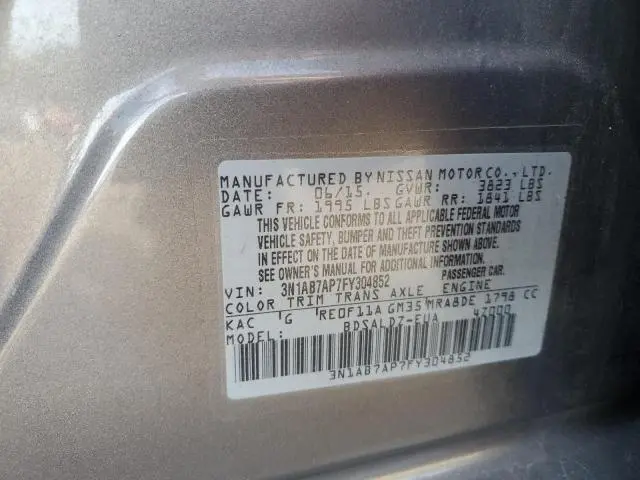 MANUFACTURED BY NISSAN MOTOR CO., LTD.
DATE: 06/15. GVWR: 3823 LBS
GAWR FR: 1995 LBS GAWR RR: 1841 LBS
THIS VEHICLE CONFORMS TO ALL APPLICABLE FEDERAL MOTOR
VEHICLE SAFETY, BUMPER AND THEFT PREVENTION STANDARDS
IN EFFECT ON THE DATE OF MANUFACTURE SHOWN ABOVE.
SEE OWNER'S MANUAL FOR ADDITIONAL INFORMATION
VIN: 3N1AB7AP7FY304852 PASSENGER CAR.
COLOR TRIM TRANS AXLE ENGINE
KAC G RE0F11A GM35 MRA8DE 1798 CC
MODEL: BDSALDZ-EUA 47000
3N1AB7AP7FY304852